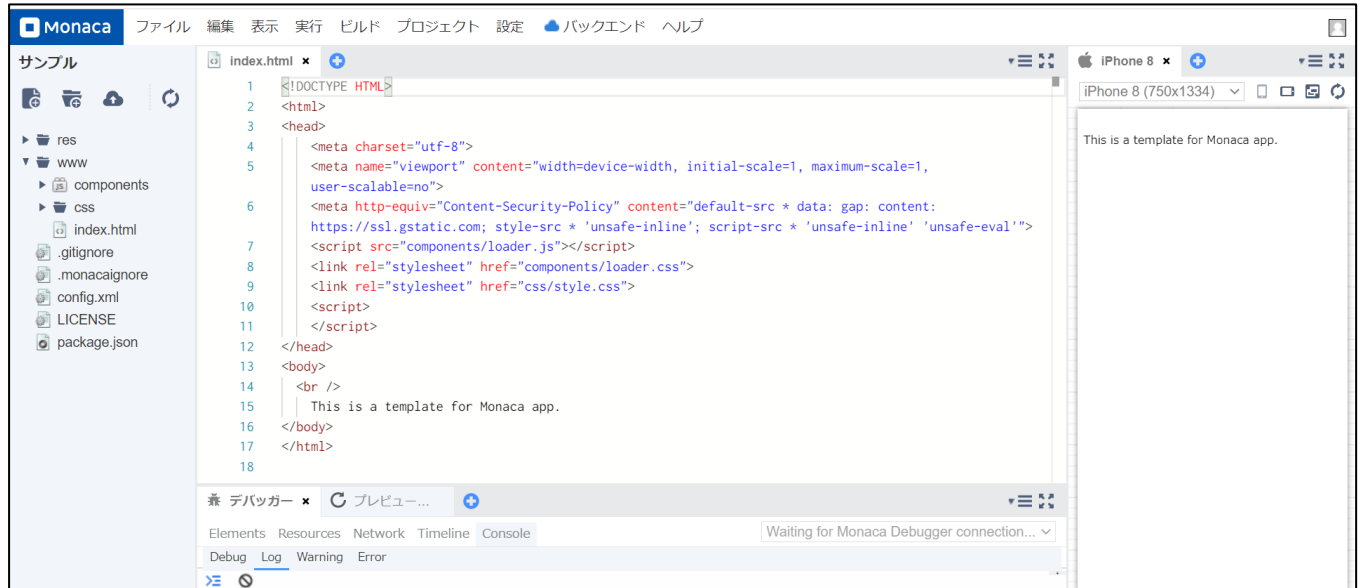 Monaca ファイル 編集 表示 実行 ビルド プロジェクト 設定 バックエンド ヘルプ
サンプル
res
www
components
css
index.html
.gitignore
.monacaignore
config.xml
LICENSE
package.json
index.html
1 <!DOCTYPE HTML>
2 <html>
3 <head>
4 <meta charset="utf-8">
5 <meta name="viewport" content="width=device-width, initial-scale=1, maximum-scale=1,
user-scalable=no">
6 <meta http-equiv="Content-Security-Policy" content="default-src * data: gap: content:
https://ssl.gstatic.com; style-src * 'unsafe-inline'; script-src * 'unsafe-inline' 'unsafe-eval'">
7 <script src="components/loader.js"></script>
8 <link rel="stylesheet" href="components/loader.css">
9 <link rel="stylesheet" href="css/style.css">
10 <script>
11 </script>
12 </head>
13 <body>
14 <br />
15 This is a template for Monaca app.
16 </body>
17 </html>
18
デバッガー プレビュー...
Elements Resources Network Timeline Console Waiting for Monaca Debugger connection...
Debug Log Warning Error
iPhone 8
iPhone 8 (750x1334)
This is a template for Monaca app.